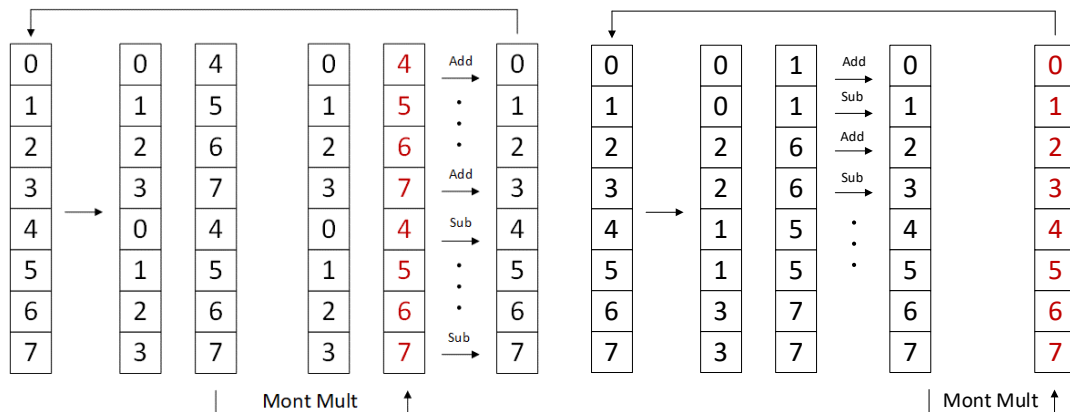 0 0 4 0 4 Add 0
1 1 5 1 5 1
2 2 6 2 6 2
3 3 7 3 7 Add 3
4 0 4 0 4 Sub 4
5 1 5 1 5 5
6 2 6 2 6 6
7 3 7 3 7 Sub 7
Mont Mult
0 0 1 Add 0 0
1 0 1 Sub 1 1
2 2 6 Add 2 2
3 2 6 Sub 3 3
4 1 5 4 4
5 1 5 5 5
6 3 7 6 6
7 3 7 7 7
Mont Mult